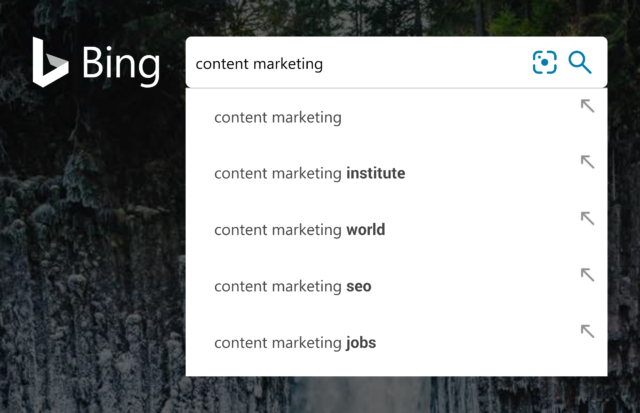 Bing
content marketing
content marketing
content marketing institute
content marketing world
content marketing seo
content marketing jobs